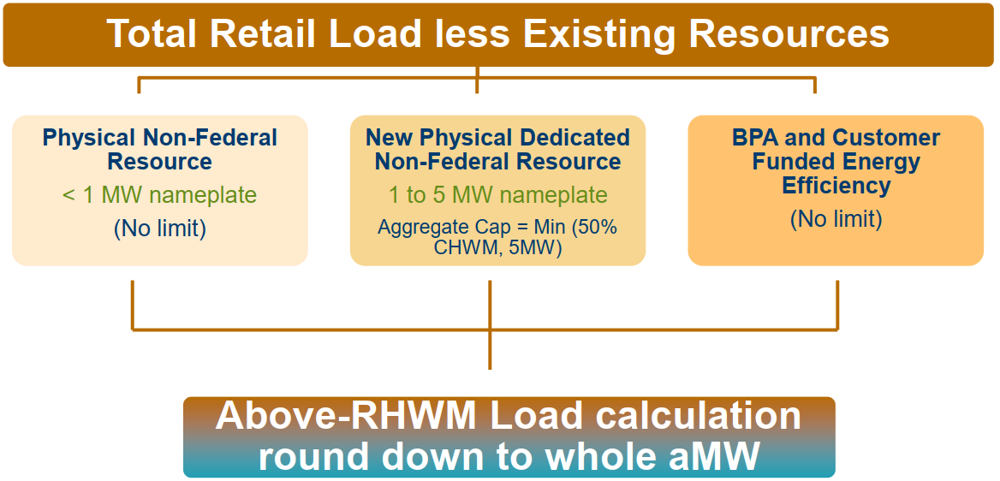 Total Retail Load less Existing Resources
Physical Non-Federal
Resource
< 1 MW nameplate
(No limit)
New Physical Dedicated
Non-Federal Resource
1 to 5 MW nameplate
Aggregate Cap = Min (50%
CHWM, 5MW)
BPA and Customer
Funded Energy
Efficiency
(No limit)
Above-RHWM Load calculation
round down to whole aMW